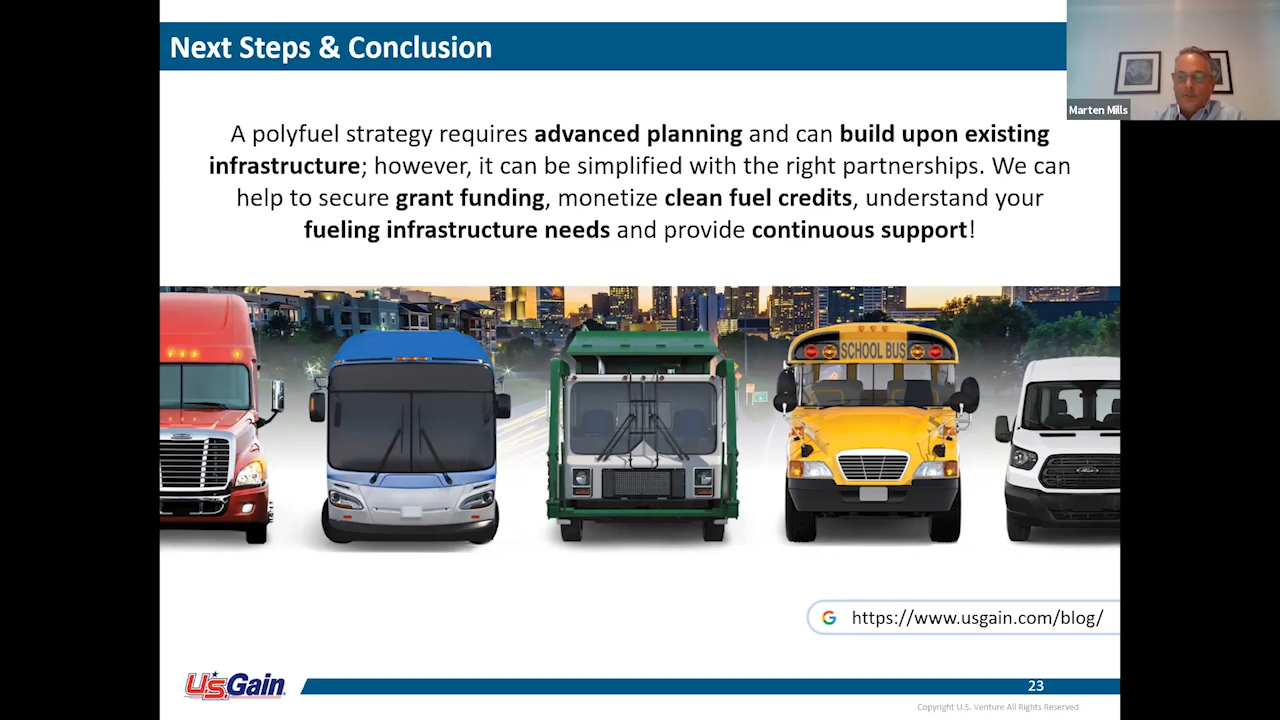 Next Steps & Conclusion
Marten Mills
A polyfuel strategy requires advanced planning and can build upon existing
infrastructure; however, it can be simplified with the right partnerships. We can
help to secure grant funding, monetize clean fuel credits, understand your
fueling infrastructure needs and provide continuous support!
SCHOOL BUS
https://www.usgain.com/blog/
U.S. Gain
23
Copyright U.S. Venture All Rights Reserved